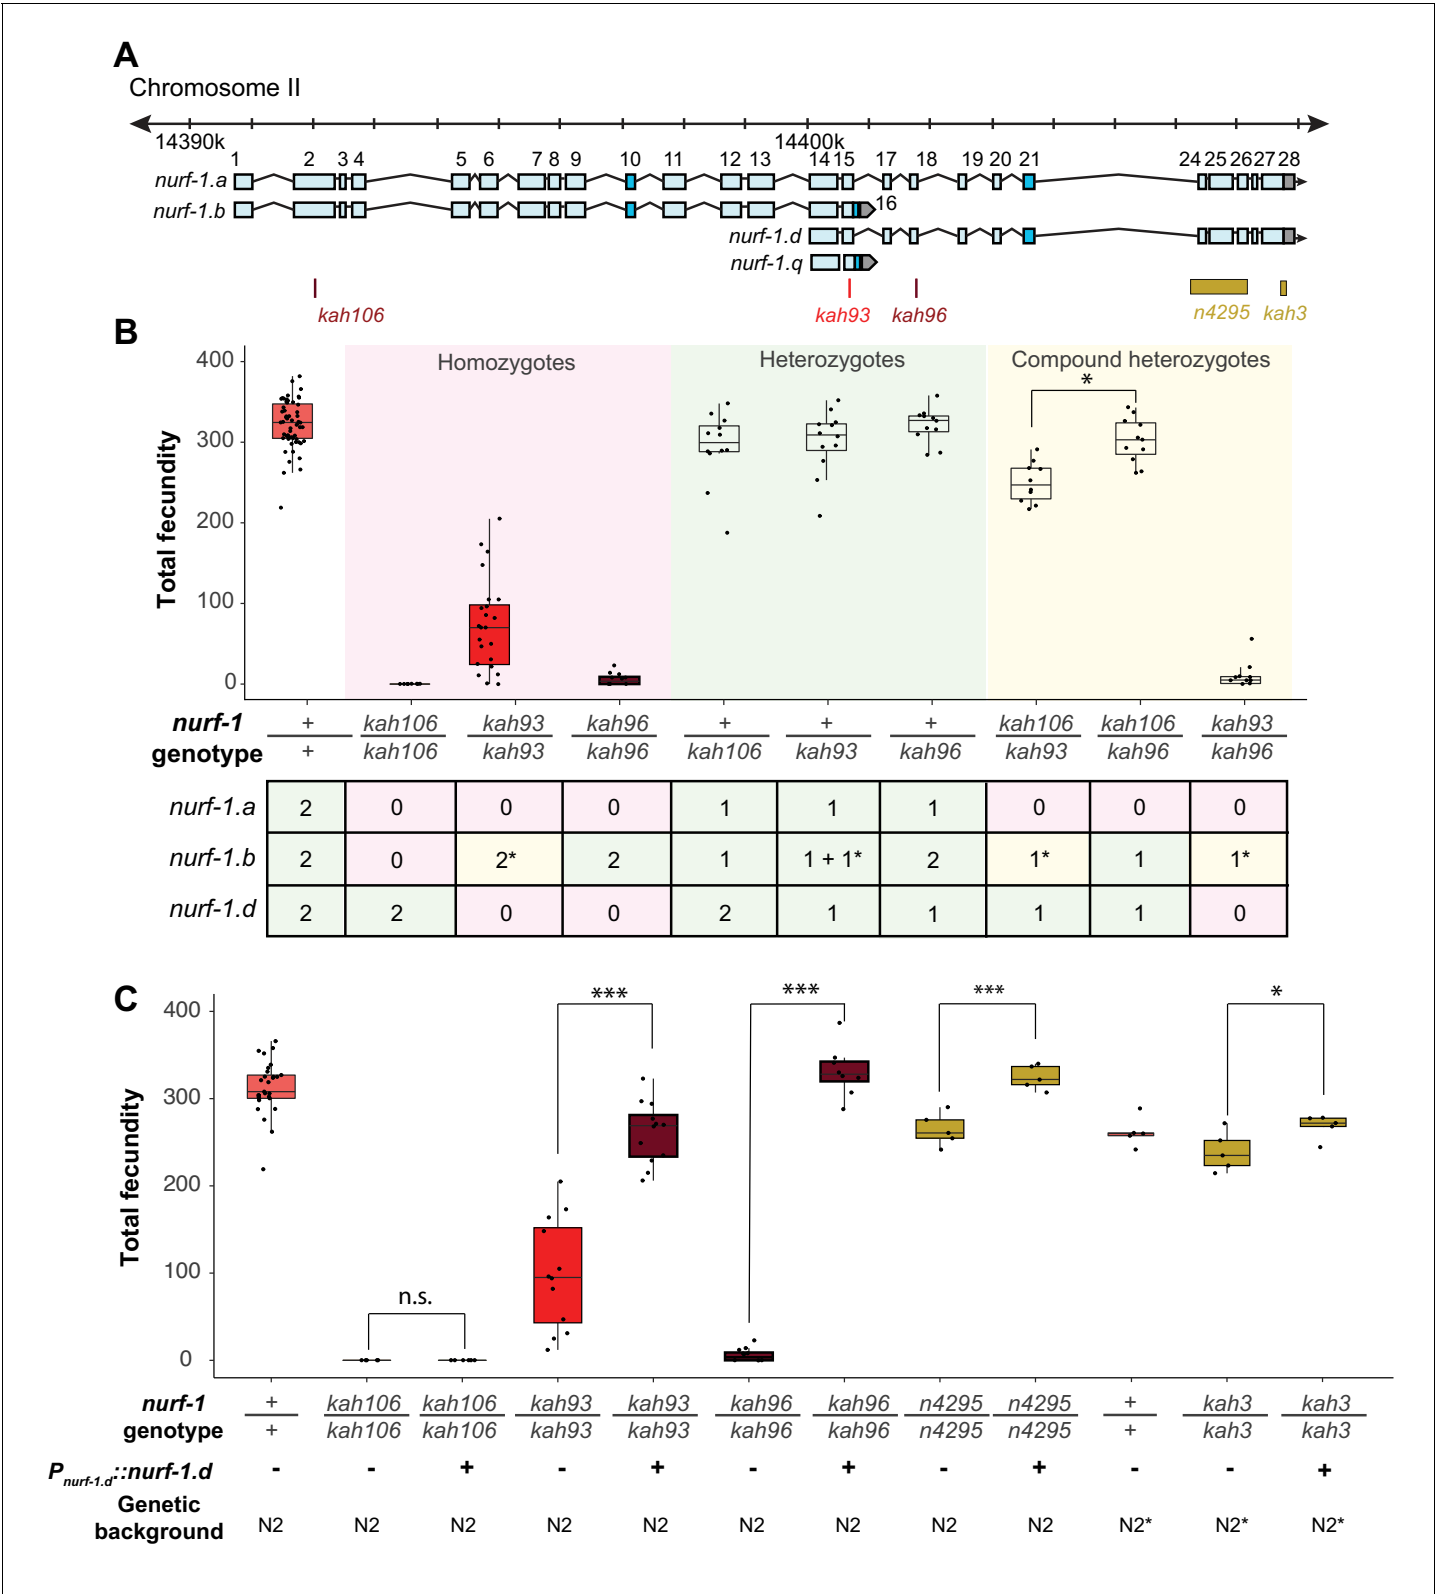 A
Chromosome II
14390k 14400k
1 2 3 4 5 6 7 8 9 10 11 12 13 14 15 17 18 19 20 21 24 25 26 27 28
nurf-1.a
nurf-1.b 16
nurf-1.d
nurf-1.q
kah106 kah93 kah96 n4295 kah3
B
Homozygotes Heterozygotes Compound heterozygotes
*
Total fecundity
400
300
200
100
0
nurf-1 genotype
+ kah106 kah93 kah96 + + + kah106 kah106 kah93
+ kah106 kah93 kah96 kah106 kah93 kah96 kah93 kah96 kah96
nurf-1.a 2 0 0 0 1 1 1 0 0 0
nurf-1.b 2 0 2* 2 1 1 + 1* 2 1* 1 1*
nurf-1.d 2 2 0 0 2 1 1 1 1 0
C
*** *** *** *
n.s.
Total fecundity
400
300
200
100
0
nurf-1 genotype
+ kah106 kah106 kah93 kah93 kah96 kah96 n4295 n4295 + kah3 kah3
+ kah106 kah106 kah93 kah93 kah96 kah96 n4295 n4295 + kah3 kah3
Pnurf-1.d::nurf-1.d - - + - + - + - + - - +
Genetic background
N2 N2 N2 N2 N2 N2 N2 N2 N2 N2* N2* N2*